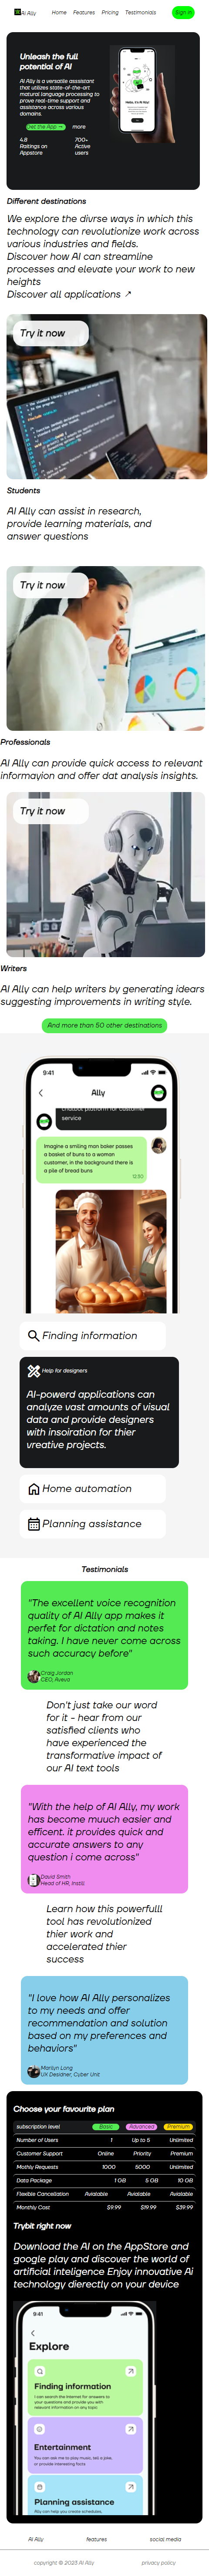 AI Ally Home Features Pricing Testimonials Sign in
Unleash the full
potential of AI
AI Ally is a versatile assistant
that utilizes state-of-the-art
natural language processing to
prove real-time support and
assistance across various
domains.
Get the App → more
4.8 700+
Raitings on Active
Appstore users
Different destinations
We explore the divrse ways in which this
technology can revolutionize work across
various industries and fields.
Discover how AI can streamline
processes and elevate your work to new
heights
Discover all applications ↗
Try it now
Students
AI Ally can assist in research,
provide learning materials, and
answer questions
Try it now
Professionals
AI Ally can provide quick access to relevant
informayion and offer dat analysis insights.
Try it now
Writers
AI Ally can help writers by generating idears
suggesting improvements in writing style.
And more than 50 other destinations
9:41
Ally
chatbot platform for customer
service
Imagine a smiling man baker passes
a basket of buns to a woman
customer, in the background there is
a pile of bread buns
12:30
Finding information
Help for designers
AI-powerd applications can
analyze vast amounts of visual
data and provide designers
with insoiration for thier
vreative projects.
Home automation
Planning assistance
Testimonials
"The excellent voice recognition
quality of AI Ally app makes it
perfet for dictation and notes
taking. I have never come across
such accuracy before"
Craig Jordan
CEO, Aveva
Don't just take our word
for it - hear from our
satisfied clients who
have experienced the
transformative impact of
our AI text tools
"With the help of AI Ally, my work
has become muuch easier and
efficent. it provides quick and
accurate answers to any
question i come across"
David Smith
Head of HR, Instill
Learn how this powerfulll
tool has revolutionized
thier work and
accelerated thier
success
"I love how AI Ally personalizes
to my needs and offer
recommendation and solution
based on my preferences and
behaviors"
Marilyn Long
UX Designer, Cyber Unit
Choose your favourite plan
subscription level Basic Advanced Premium
Number of Users 1 Up to 5 Unlimited
Customer Support Online Priority Premium
Mothly Requests 1000 5000 Unlimited
Data Package 1 GB 5 GB 10 GB
Flexible Cancellation Avialable Avialable Avialable
Monthly Cost $9.99 $19.99 $39.99
Trybit right now
Download the AI on the AppStore and
google play and discover the world of
artificial inteligence Enjoy innovative Ai
technology dierectly on your device
9:41
Explore
Finding information
I can search the internet for answers to
your questions and provide you with
relevant information on any topic
Entertainment
You can ask me to play music, tell a joke
or provide interesting facts
Planning assistance
Ally can help you create schedules,
AI Ally features social media
copyright © 2023 AI Ally privacy policy